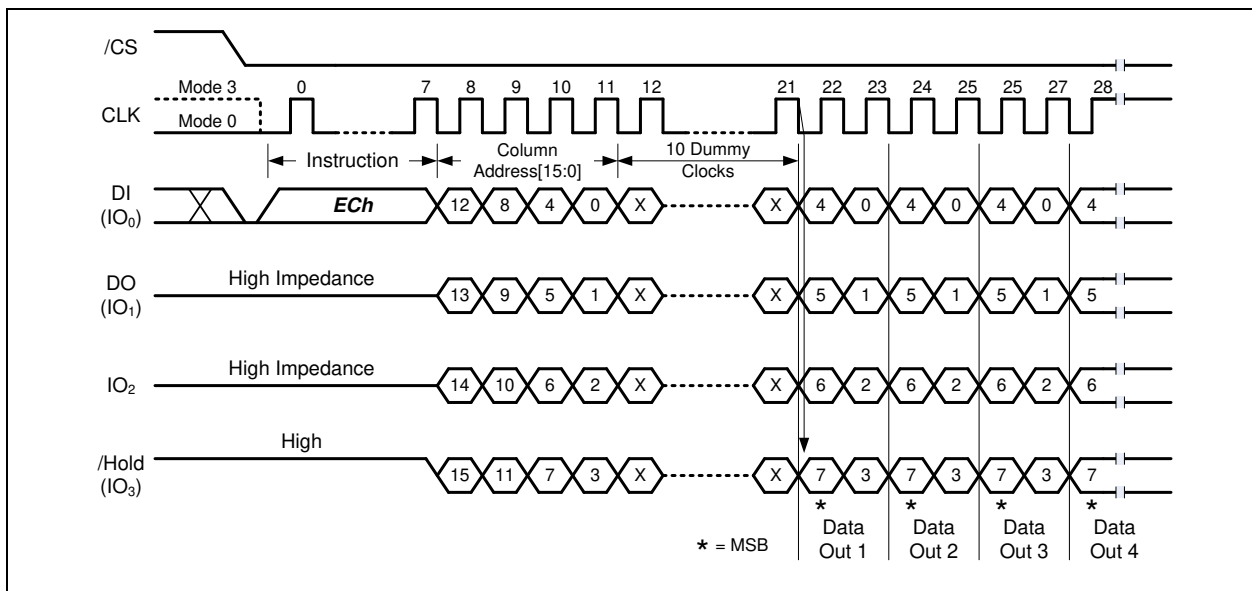 /CS
Mode 3 0 7 8 9 10 11 12 21 22 23 24 25 25 27 28
CLK
Mode 0
Instruction Column Address[15:0] 10 Dummy Clocks
DI (IO0) ECh 12 8 4 0 X X 4 0 4 0 4 0 4
DO (IO1) High Impedance 13 9 5 1 X X 5 1 5 1 5 1 5
IO2 High Impedance 14 10 6 2 X X 6 2 6 2 6 2 6
/Hold (IO3) High 15 11 7 3 X X 7 3 7 3 7 3 7
* * * *
* = MSB Data Out 1 Data Out 2 Data Out 3 Data Out 4